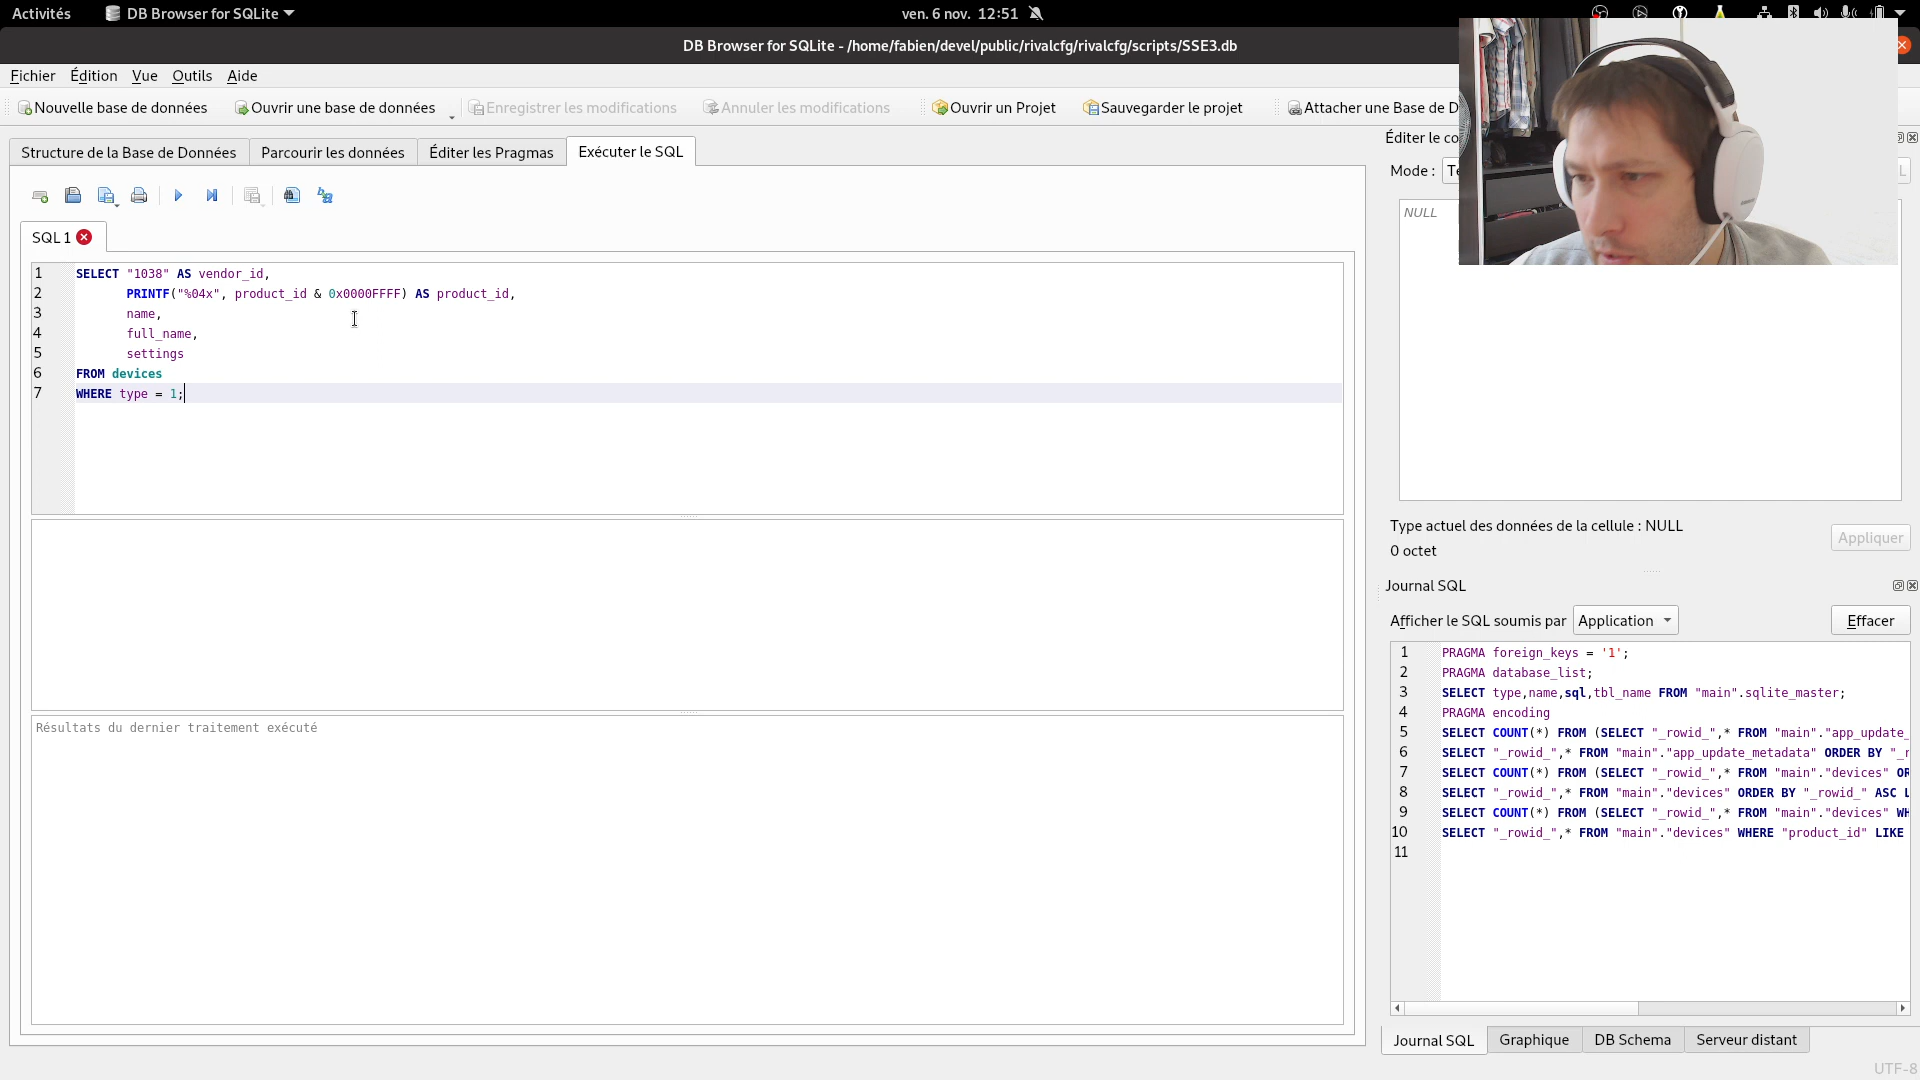 Activités
DB Browser for SQLite
ven. 6 nov. 12:51
DB Browser for SQLite - /home/fabien/devel/public/rivalcfg/rivalcfg/scripts/SSE3.db
Fichier Édition Vue Outils Aide
Nouvelle base de données
Ouvrir une base de données
Enregistrer les modifications
Annuler les modifications
Ouvrir un Projet
Sauvegarder le projet
Attacher une Base de D
Structure de la Base de Données
Parcourir les données
Éditer les Pragmas
Exécuter le SQL
SQL 1
1 SELECT "1038" AS vendor_id,
2 PRINTF("%04x", product_id & 0x0000FFFF) AS product_id,
3 name,
4 full_name,
5 settings
6 FROM devices
7 WHERE type = 1;
Résultats du dernier traitement exécuté
Éditer le co
Mode :
NULL
Type actuel des données de la cellule : NULL
0 octet
Appliquer
Journal SQL
Afficher le SQL soumis par Application
Effacer
1 PRAGMA foreign_keys = '1';
2 PRAGMA database_list;
3 SELECT type,name,sql,tbl_name FROM "main".sqlite_master;
4 PRAGMA encoding
5 SELECT COUNT(*) FROM (SELECT "_rowid_",* FROM "main"."app_update_
6 SELECT "_rowid_",* FROM "main"."app_update_metadata" ORDER BY "_r
7 SELECT COUNT(*) FROM (SELECT "_rowid_",* FROM "main"."devices" OR
8 SELECT "_rowid_",* FROM "main"."devices" ORDER BY "_rowid_" ASC L
9 SELECT COUNT(*) FROM (SELECT "_rowid_",* FROM "main"."devices" WH
10 SELECT "_rowid_",* FROM "main"."devices" WHERE "product_id" LIKE
11
Journal SQL
Graphique
DB Schema
Serveur distant
UTF-8